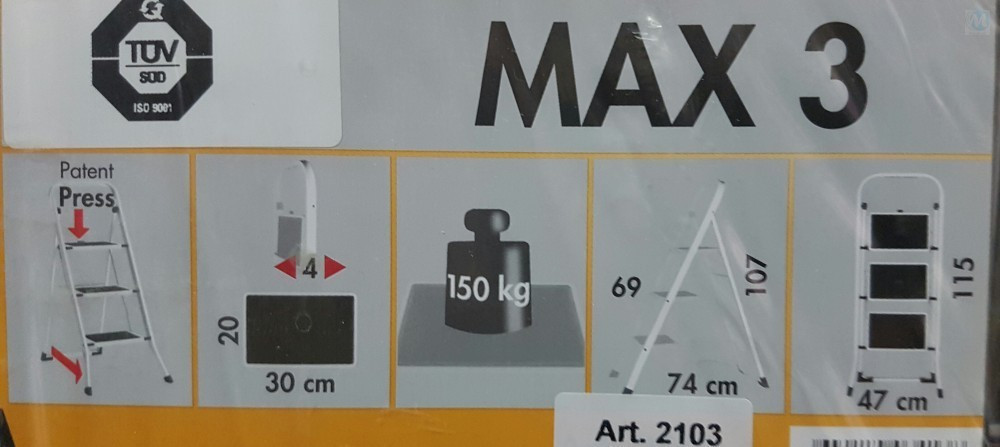 TÜV
SÜD
ISO 9001
MAX 3
Patent
Press
4
20
30 cm
150 kg
69
107
74 cm
115
47 cm
Art. 2103